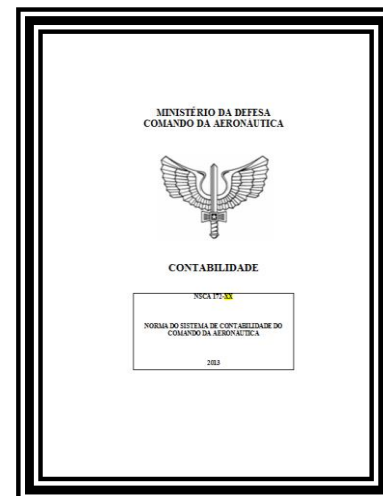 MINISTÉRIO DA DEFESA
COMANDO DA AERONÁUTICA
CONTABILIDADE
NSCA 172-XX
NORMA DO SISTEMA DE CONTABILIDADE DO
COMANDO DA AERONÁUTICA
2013